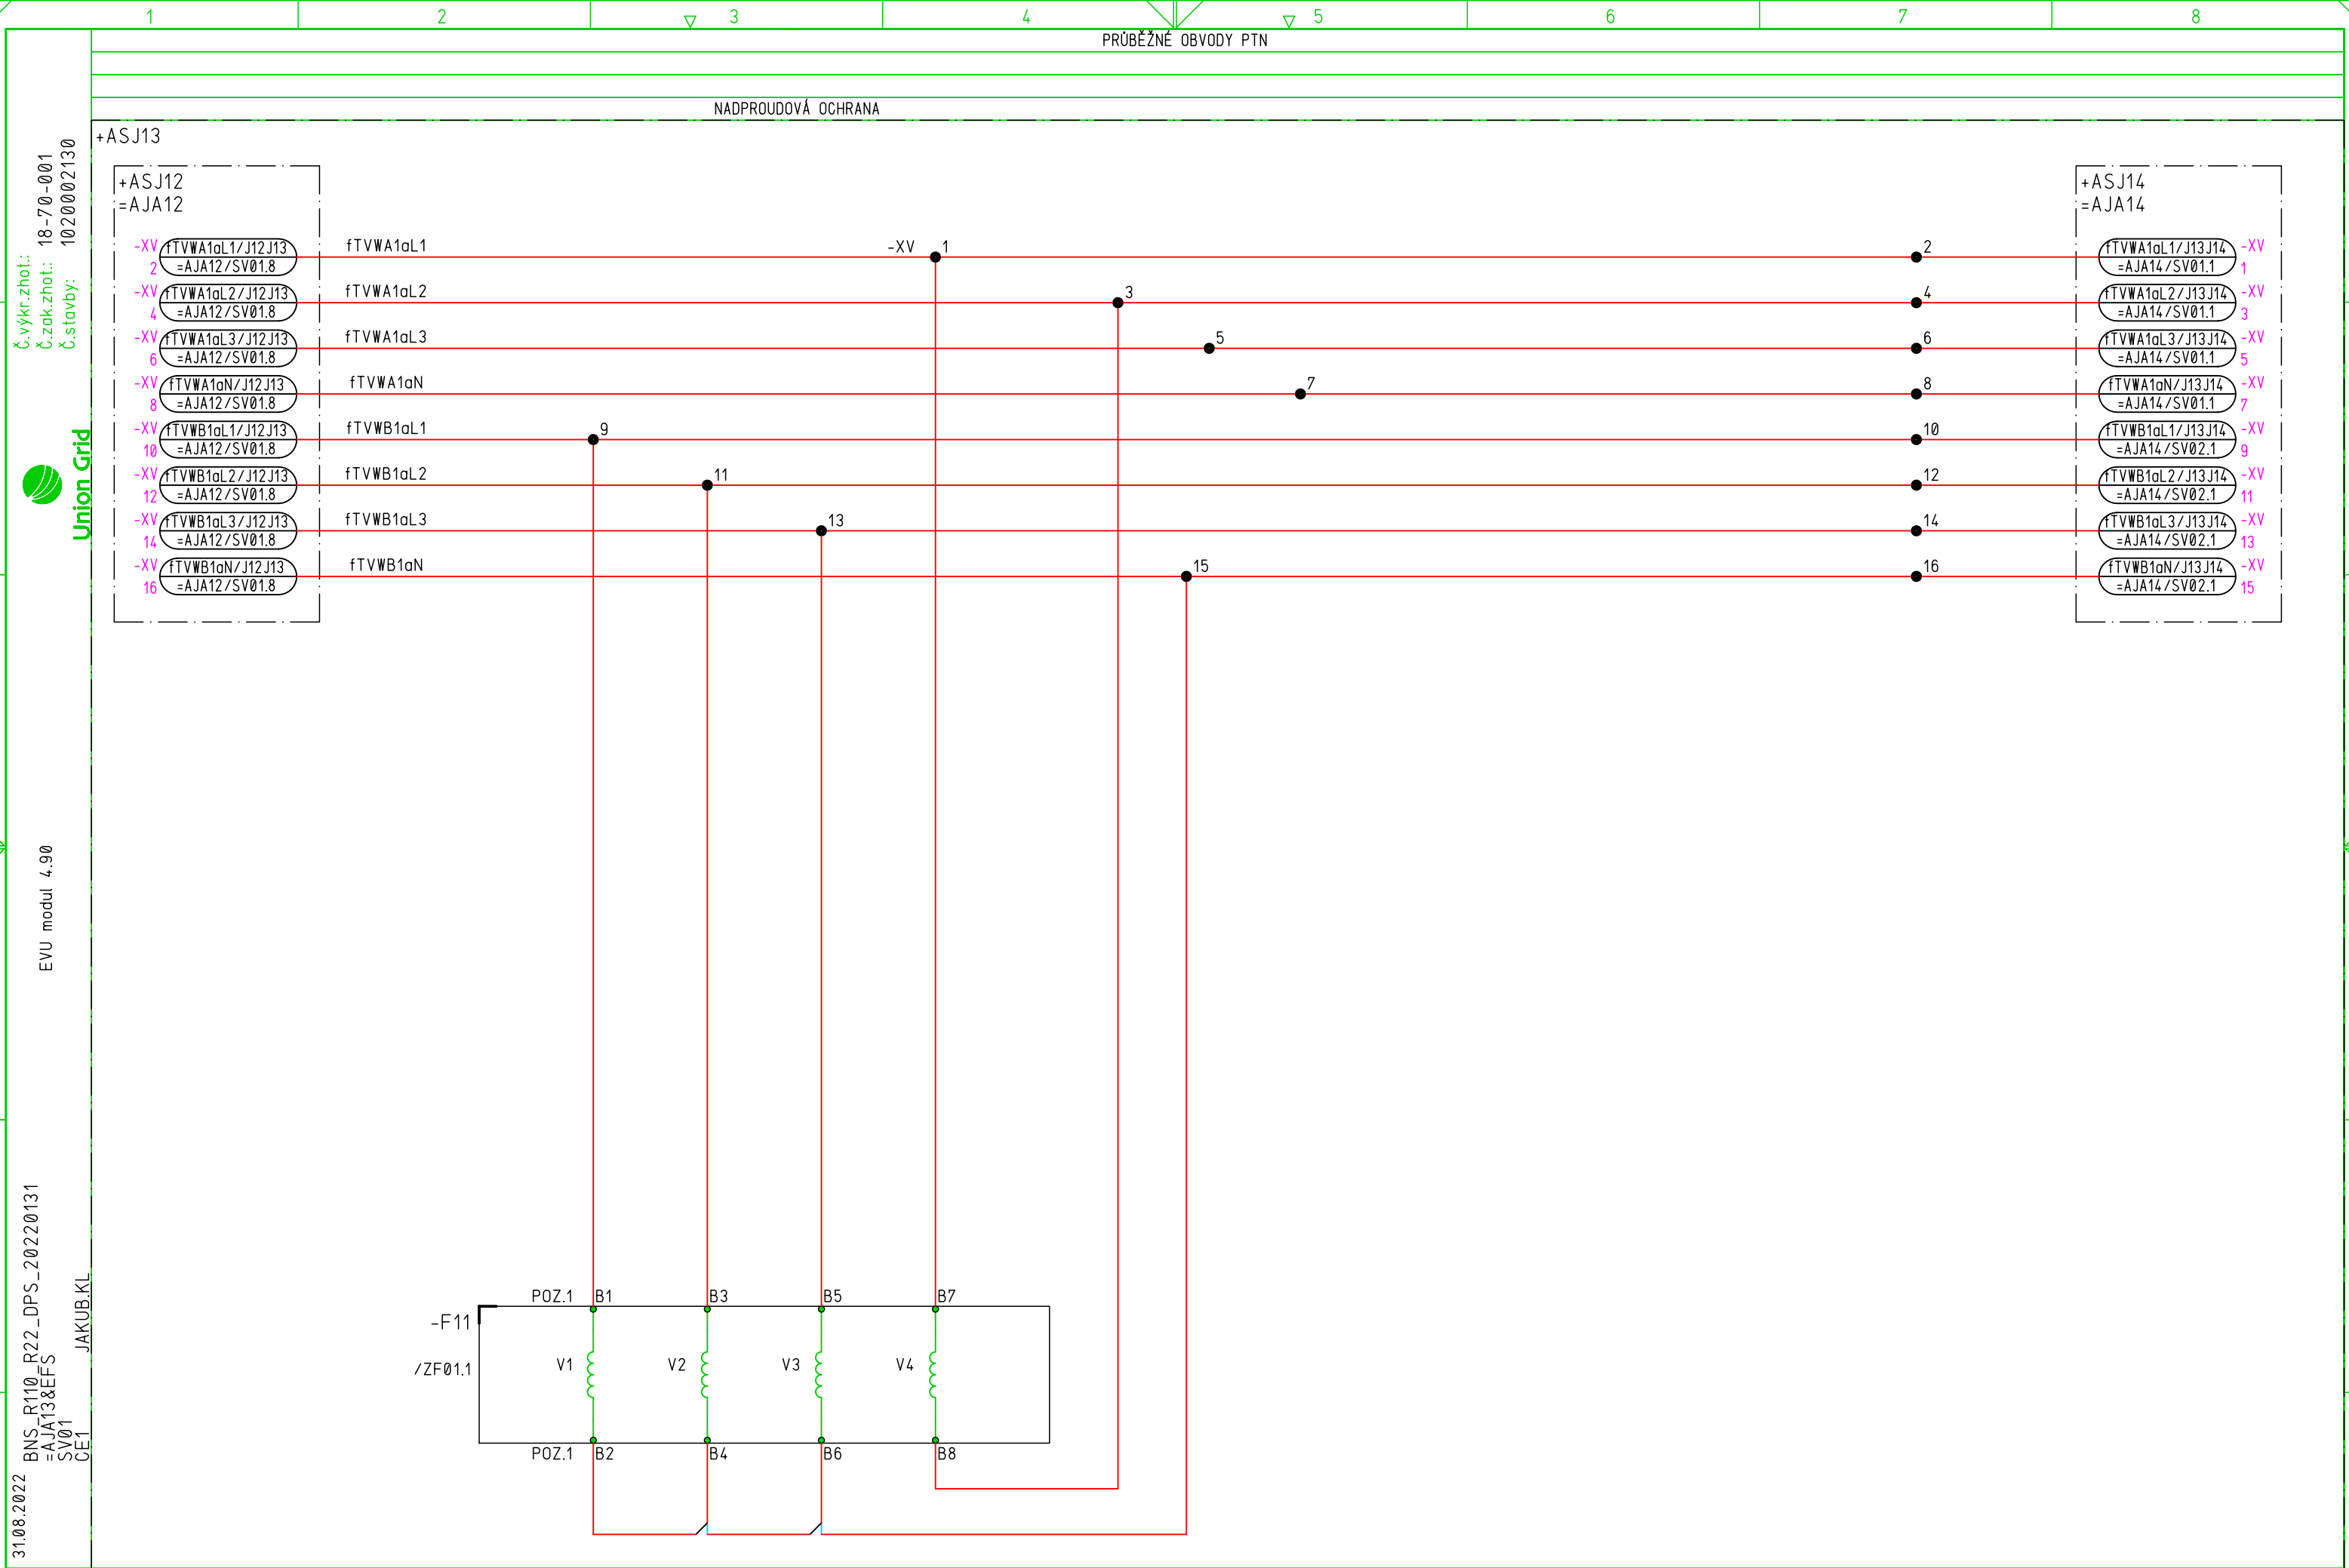 1 2 3 4 5 6 7 8
PRŮBĚŽNÉ OBVODY PTN
NADPROUDOVÁ OCHRANA
+ASJ13
+ASJ12
=AJA12
+ASJ14
=AJA14
-XV fTVWA1aL1/J12J13 fTVWA1aL1 -XV 1 2 fTVWA1aL1/J13J14 -XV
2 =AJA12/SV01.8 =AJA14/SV01.1 1
-XV fTVWA1aL2/J12J13 fTVWA1aL2 3 4 fTVWA1aL2/J13J14 -XV
4 =AJA12/SV01.8 =AJA14/SV01.1 3
-XV fTVWA1aL3/J12J13 fTVWA1aL3 5 6 fTVWA1aL3/J13J14 -XV
6 =AJA12/SV01.8 =AJA14/SV01.1 5
-XV fTVWA1aN/J12J13 fTVWA1aN 7 8 fTVWA1aN/J13J14 -XV
8 =AJA12/SV01.8 =AJA14/SV01.1 7
-XV fTVWB1aL1/J12J13 fTVWB1aL1 9 10 fTVWB1aL1/J13J14 -XV
10 =AJA12/SV01.8 =AJA14/SV02.1 9
-XV fTVWB1aL2/J12J13 fTVWB1aL2 11 12 fTVWB1aL2/J13J14 -XV
12 =AJA12/SV01.8 =AJA14/SV02.1 11
-XV fTVWB1aL3/J12J13 fTVWB1aL3 13 14 fTVWB1aL3/J13J14 -XV
14 =AJA12/SV01.8 =AJA14/SV02.1 13
-XV fTVWB1aN/J12J13 fTVWB1aN 15 16 fTVWB1aN/J13J14 -XV
16 =AJA12/SV01.8 =AJA14/SV02.1 15
POZ.1 B1 B3 B5 B7
-F11
/ZF01.1 V1 V2 V3 V4
POZ.1 B2 B4 B6 B8
Č.výkr.zhot.:
Č.zak.zhot.: 18-70-001
Č.stavby: 1020002130
Union Grid
EVU modul 4.90
BNS_R110_R22_DPS_20220131
=AJA13&EFS
SV01
CE1 JAKUB.KL
31.08.2022